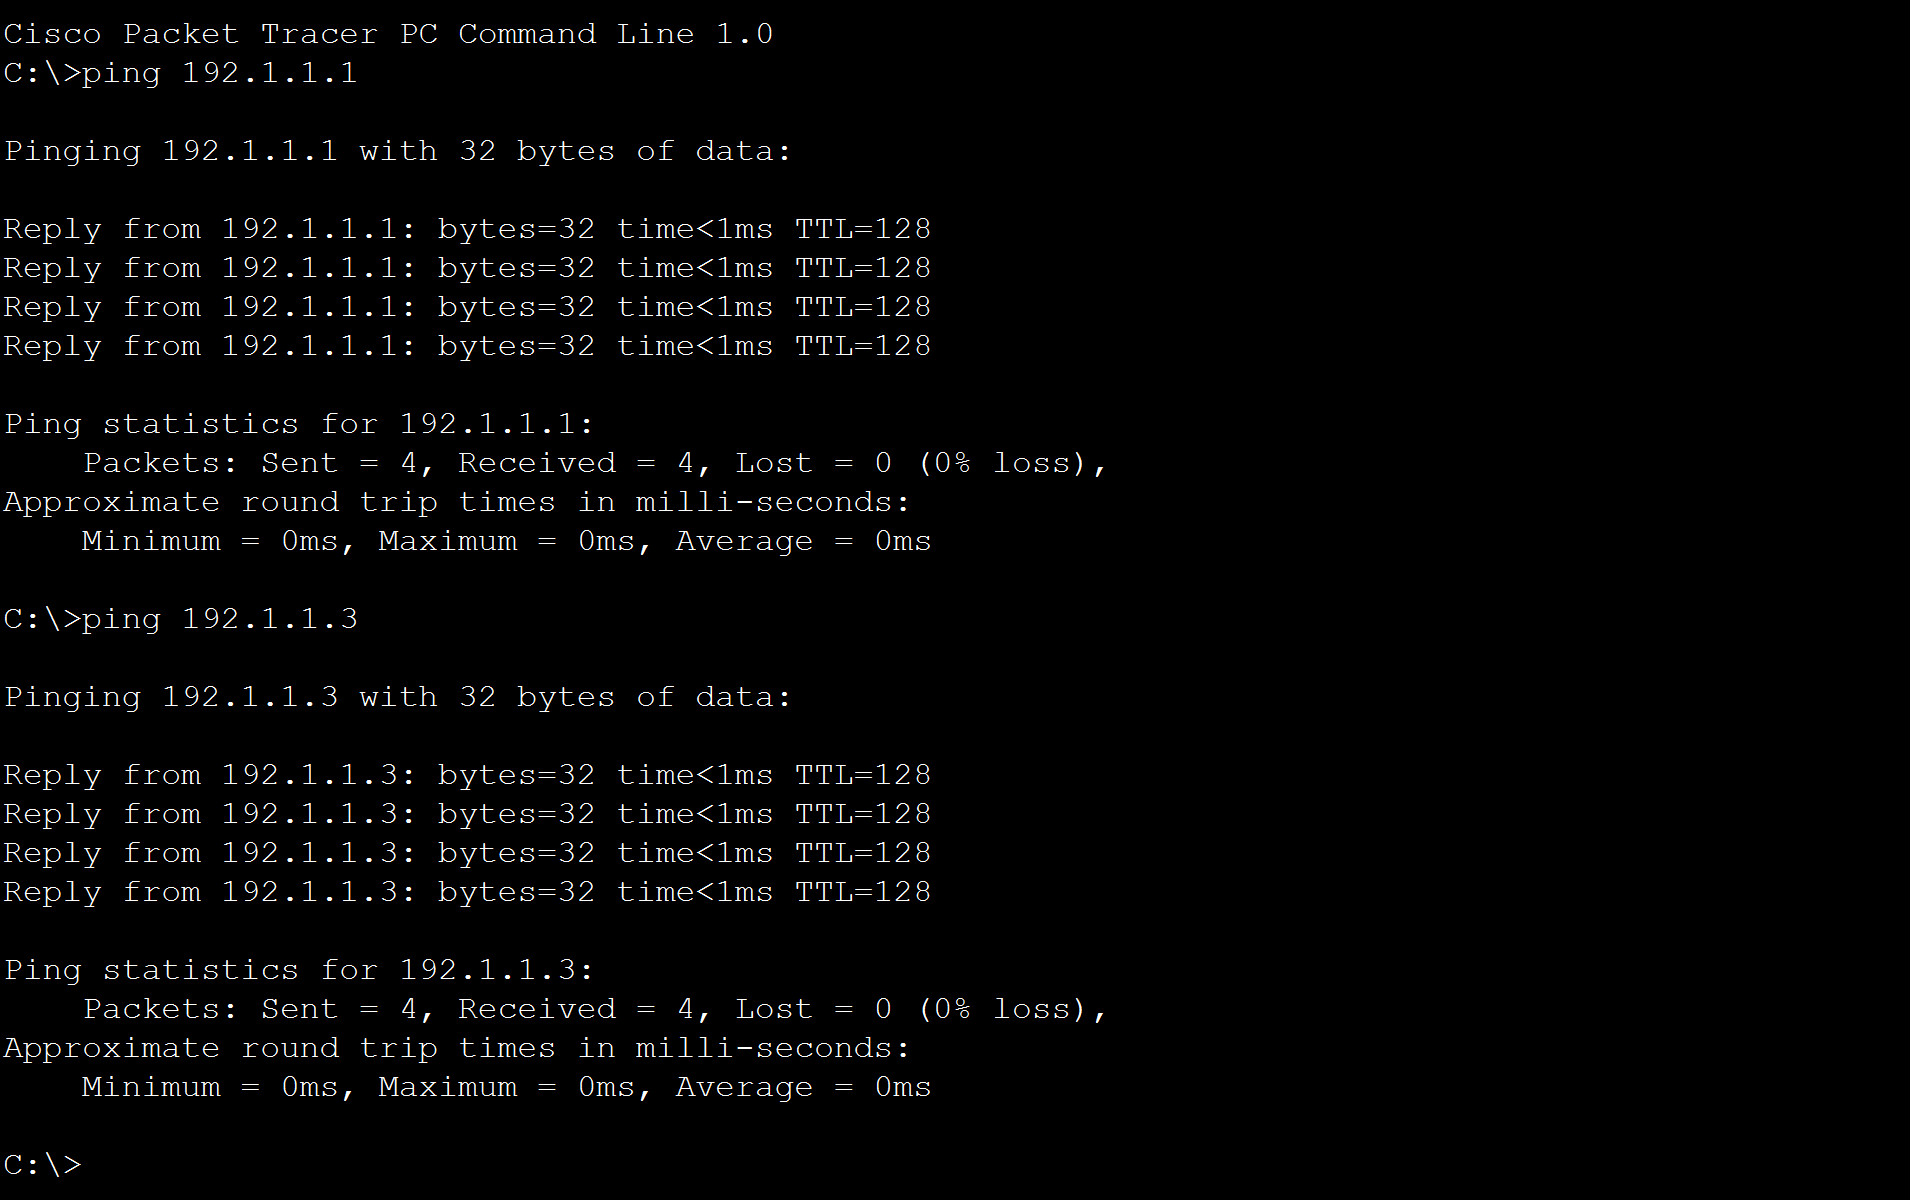 Cisco Packet Tracer PC Command Line 1.0
C:\>ping 192.1.1.1
Pinging 192.1.1.1 with 32 bytes of data:
Reply from 192.1.1.1: bytes=32 time<1ms TTL=128
Reply from 192.1.1.1: bytes=32 time<1ms TTL=128
Reply from 192.1.1.1: bytes=32 time<1ms TTL=128
Reply from 192.1.1.1: bytes=32 time<1ms TTL=128
Ping statistics for 192.1.1.1:
    Packets: Sent = 4, Received = 4, Lost = 0 (0% loss),
Approximate round trip times in milli-seconds:
    Minimum = 0ms, Maximum = 0ms, Average = 0ms
C:\>ping 192.1.1.3
Pinging 192.1.1.3 with 32 bytes of data:
Reply from 192.1.1.3: bytes=32 time<1ms TTL=128
Reply from 192.1.1.3: bytes=32 time<1ms TTL=128
Reply from 192.1.1.3: bytes=32 time<1ms TTL=128
Reply from 192.1.1.3: bytes=32 time<1ms TTL=128
Ping statistics for 192.1.1.3:
    Packets: Sent = 4, Received = 4, Lost = 0 (0% loss),
Approximate round trip times in milli-seconds:
    Minimum = 0ms, Maximum = 0ms, Average = 0ms
C:\>